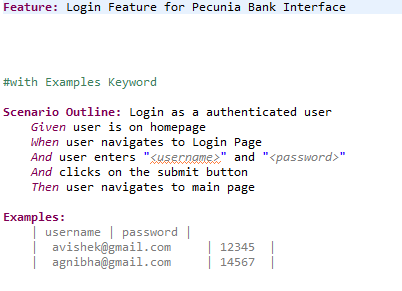 Feature: Login Feature for Pecunia Bank Interface
#with Examples Keyword
Scenario Outline: Login as a authenticated user
Given user is on homepage
When user navigates to Login Page
And user enters "<username>" and "<password>"
And clicks on the submit button
Then user navigates to main page
Examples:
| username | password |
| avishek@gmail.com | 12345 |
| agnibha@gmail.com | 14567 |